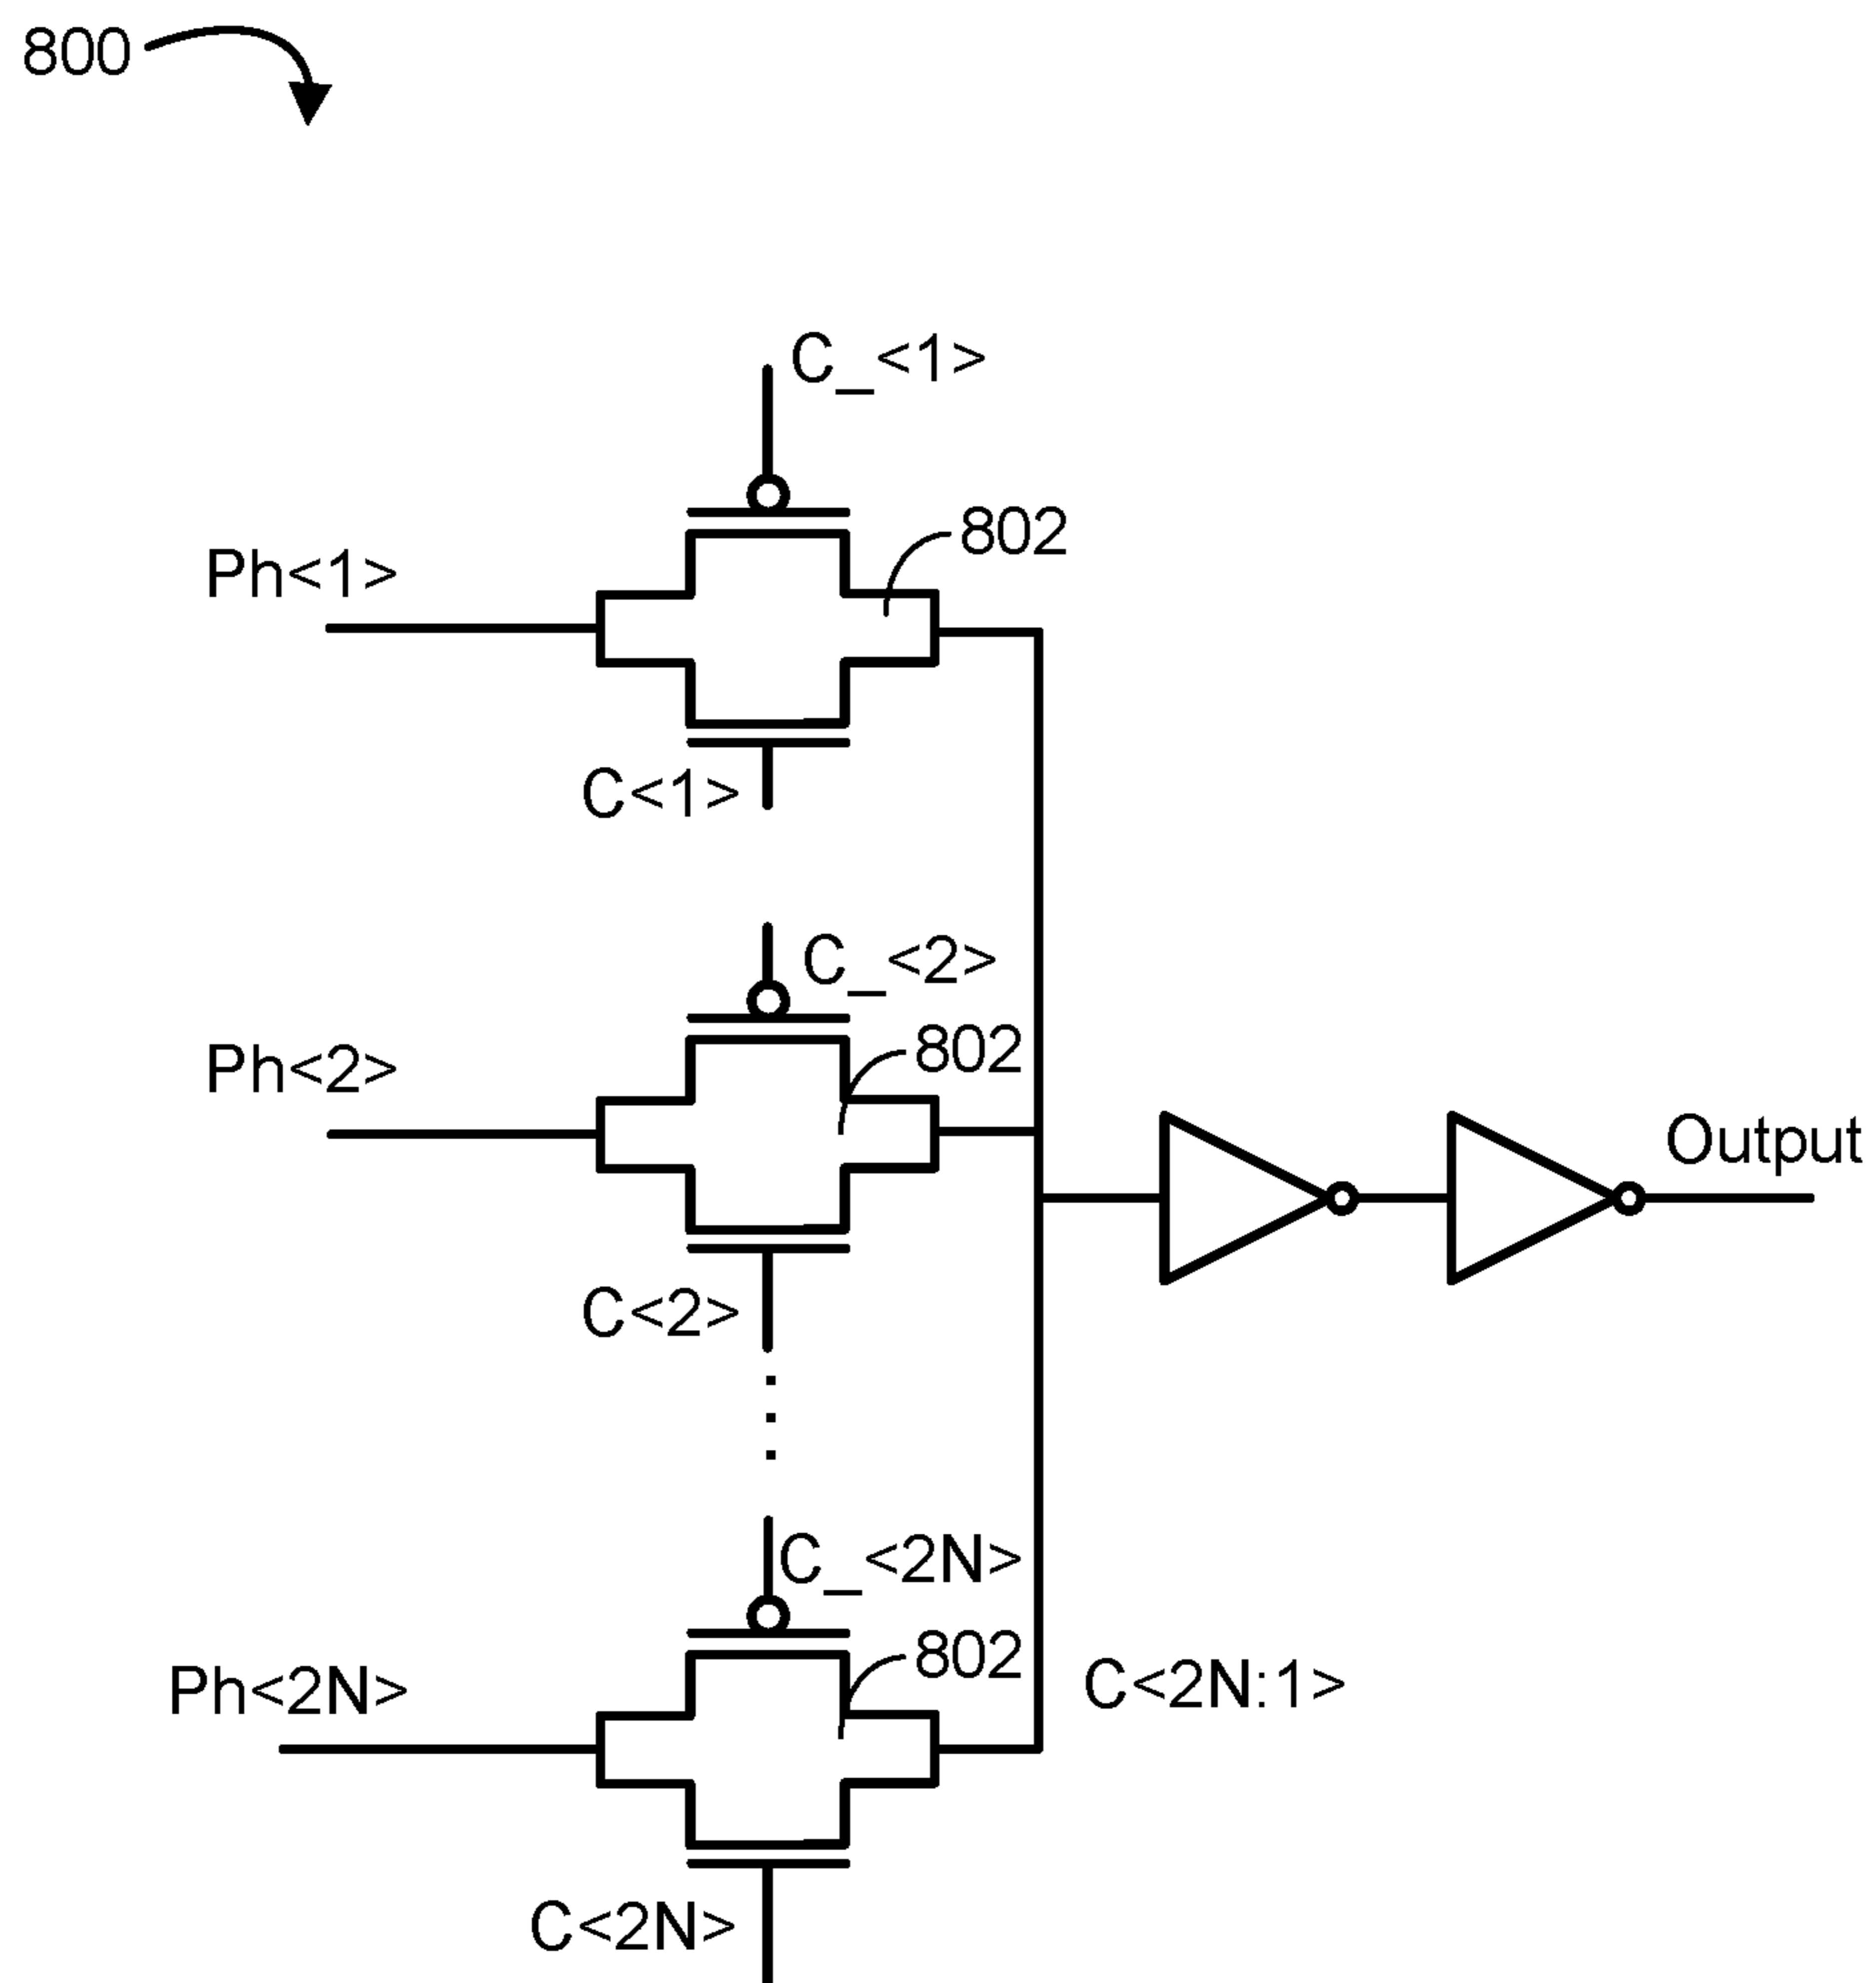 800
C_<1>
802
Ph<1>
C<1>
C_<2>
802
Ph<2>
Output
C<2>
C_<2N>
802
Ph<2N>
C<2N:1>
C<2N>